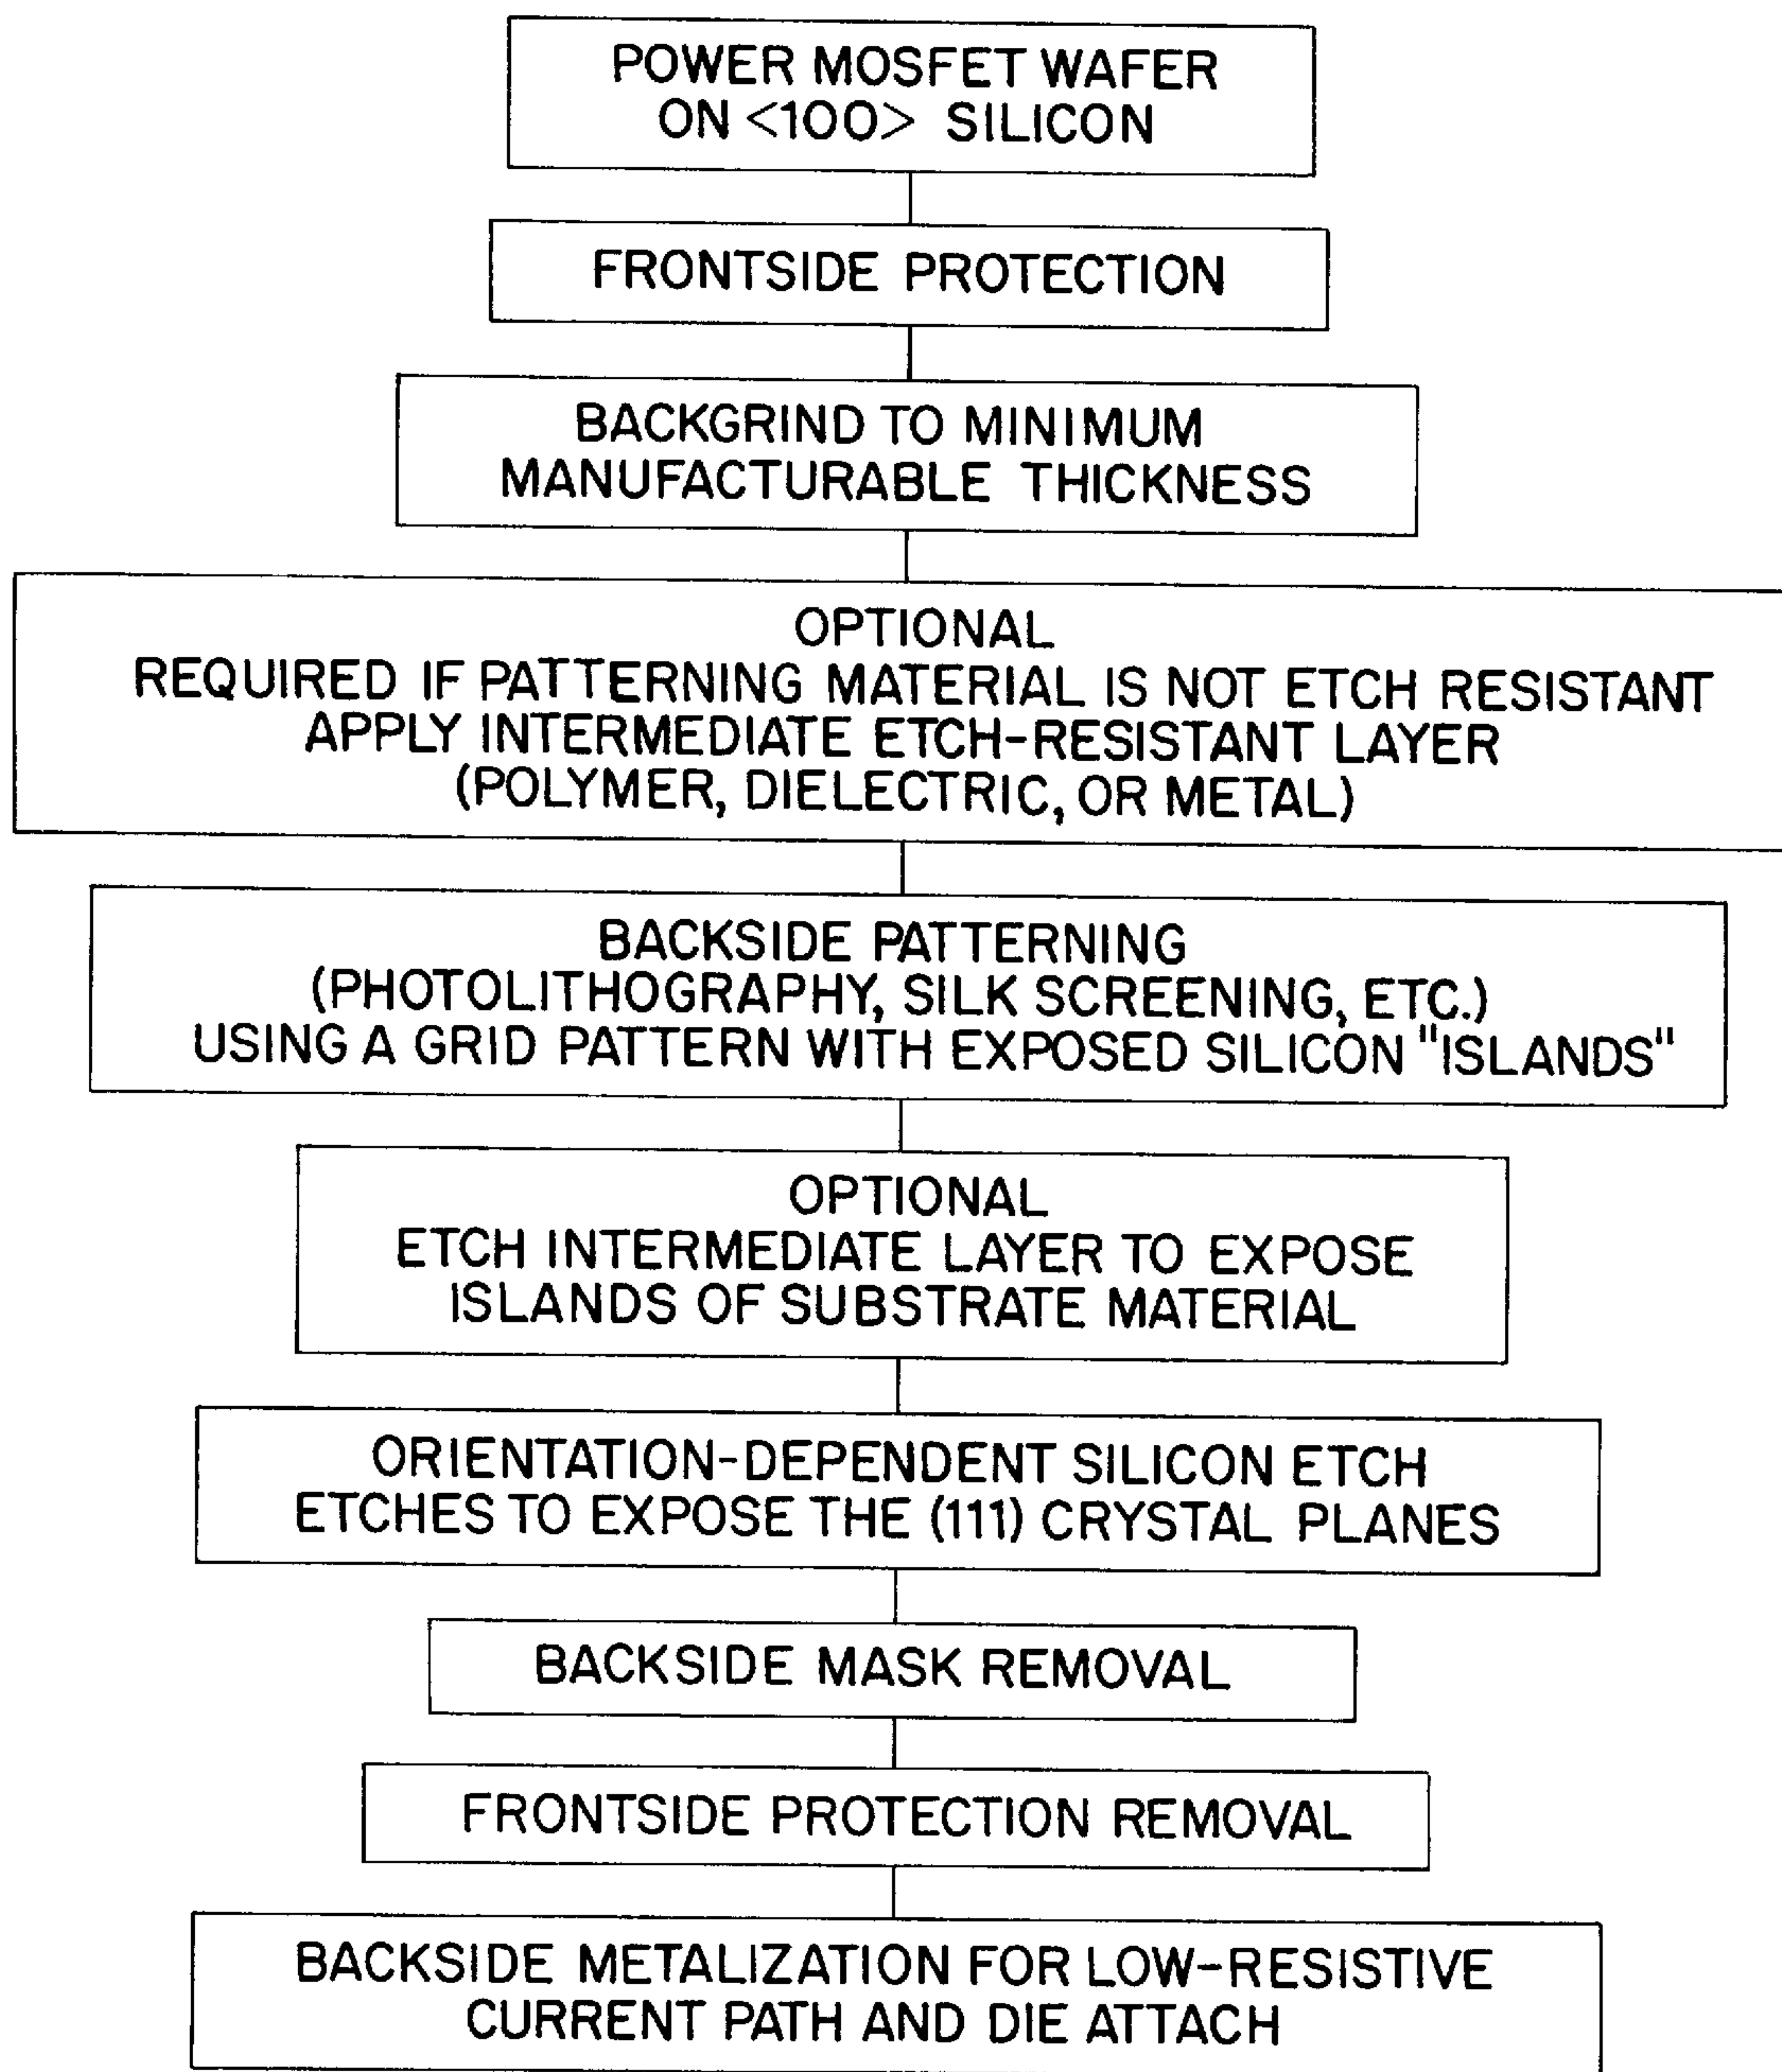 POWER MOSFET WAFER
ON <100> SILICON
FRONTSIDE PROTECTION
BACKGRIND TO MINIMUM
MANUFACTURABLE THICKNESS
OPTIONAL
REQUIRED IF PATTERNING MATERIAL IS NOT ETCH RESISTANT
APPLY INTERMEDIATE ETCH-RESISTANT LAYER
(POLYMER, DIELECTRIC, OR METAL)
BACKSIDE PATTERNING
(PHOTOLITHOGRAPHY, SILK SCREENING, ETC.)
USING A GRID PATTERN WITH EXPOSED SILICON "ISLANDS"
OPTIONAL
ETCH INTERMEDIATE LAYER TO EXPOSE
ISLANDS OF SUBSTRATE MATERIAL
ORIENTATION-DEPENDENT SILICON ETCH
ETCHES TO EXPOSE THE (111) CRYSTAL PLANES
BACKSIDE MASK REMOVAL
FRONTSIDE PROTECTION REMOVAL
BACKSIDE METALIZATION FOR LOW-RESISTIVE
CURRENT PATH AND DIE ATTACH